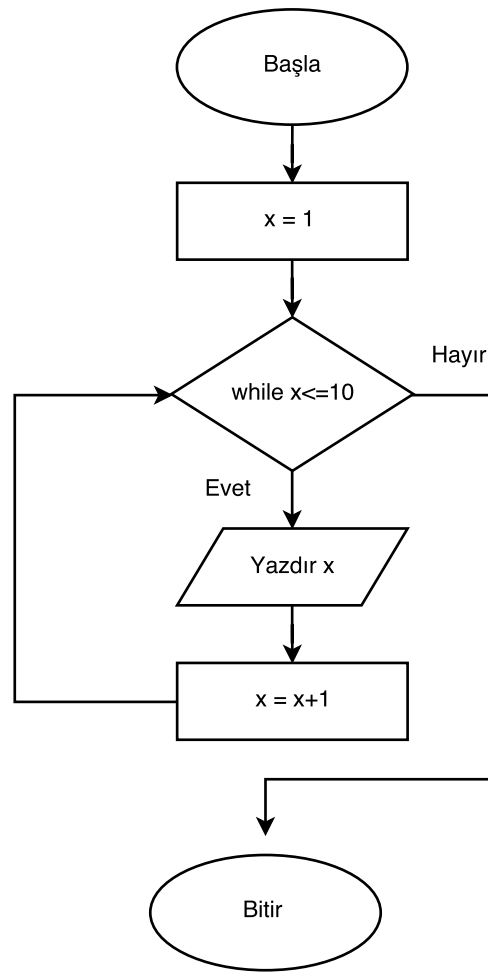 Başla
x = 1
Hayır
while x<=10
Evet
Yazdır x
x = x+1
Bitir